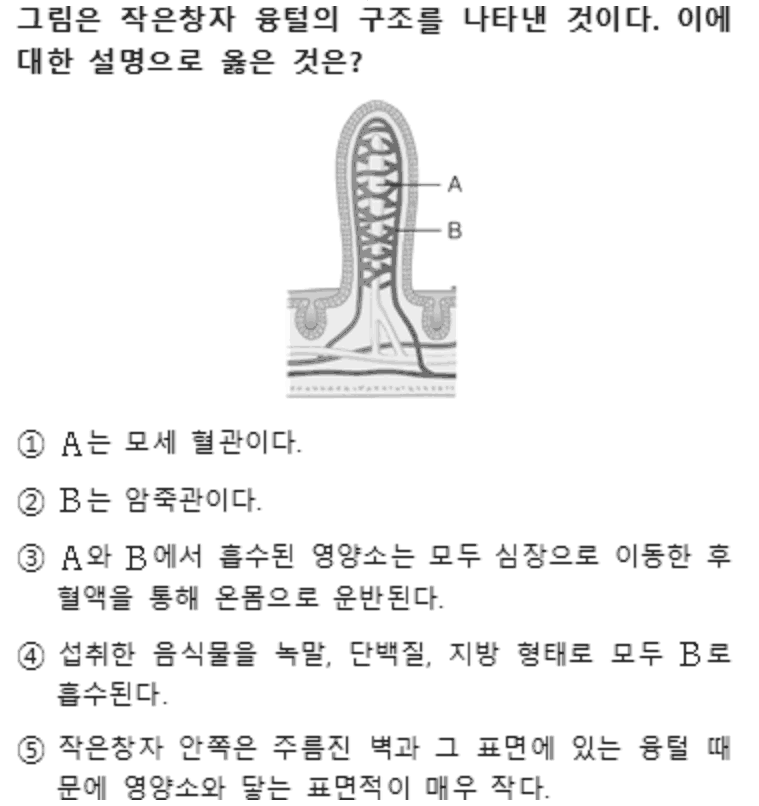 그림은 작은창자 융털의 구조를 나타낸 것이다. 이에
대한 설명으로 옳은 것은?
A
B
① A는 모세 혈관이다.
② B는 암죽관이다.
③ A와 B에서 흡수된 영양소는 모두 심장으로 이동한 후
혈액을 통해 온몸으로 운반된다.
④ 섭취한 음식물을 녹말, 단백질, 지방 형태로 모두 B로
흡수된다.
⑤ 작은창자 안쪽은 주름진 벽과 그 표면에 있는 융털 때
문에 영양소와 닿는 표면적이 매우 작다.